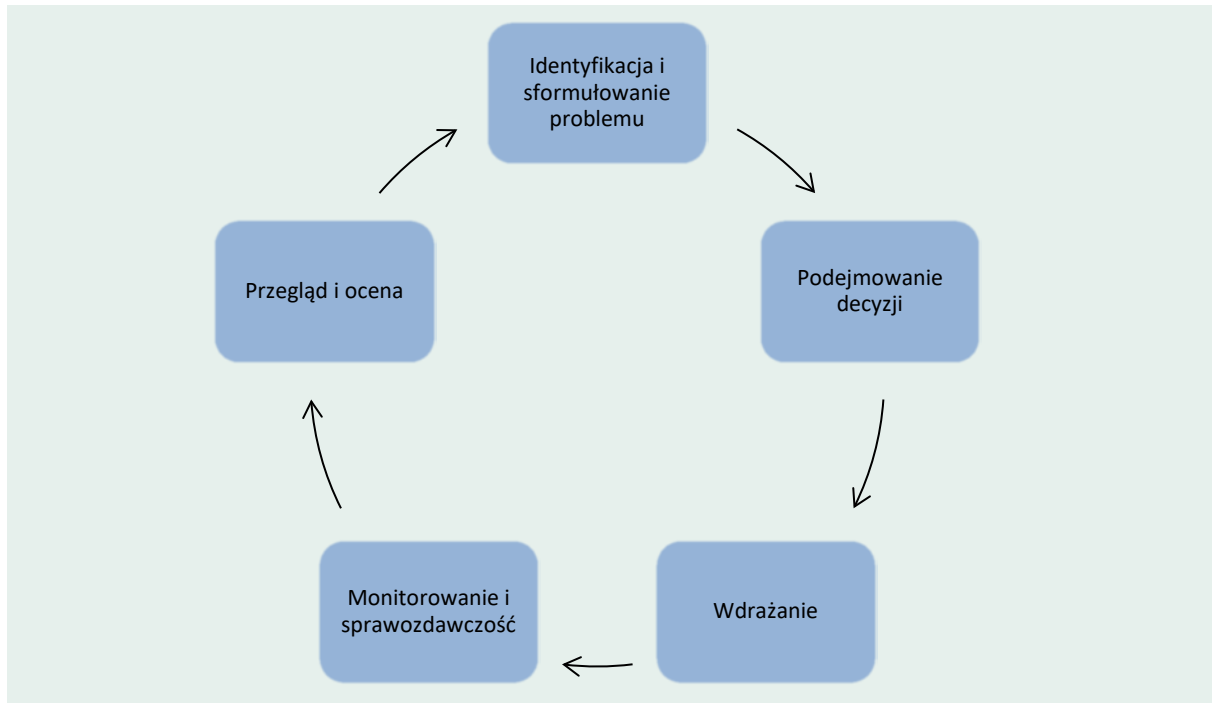 Identyfikacja i
sformułowanie
problemu
Podejmowanie
decyzji
Wdrażanie
Monitorowanie i
sprawozdawczość
Przegląd i ocena